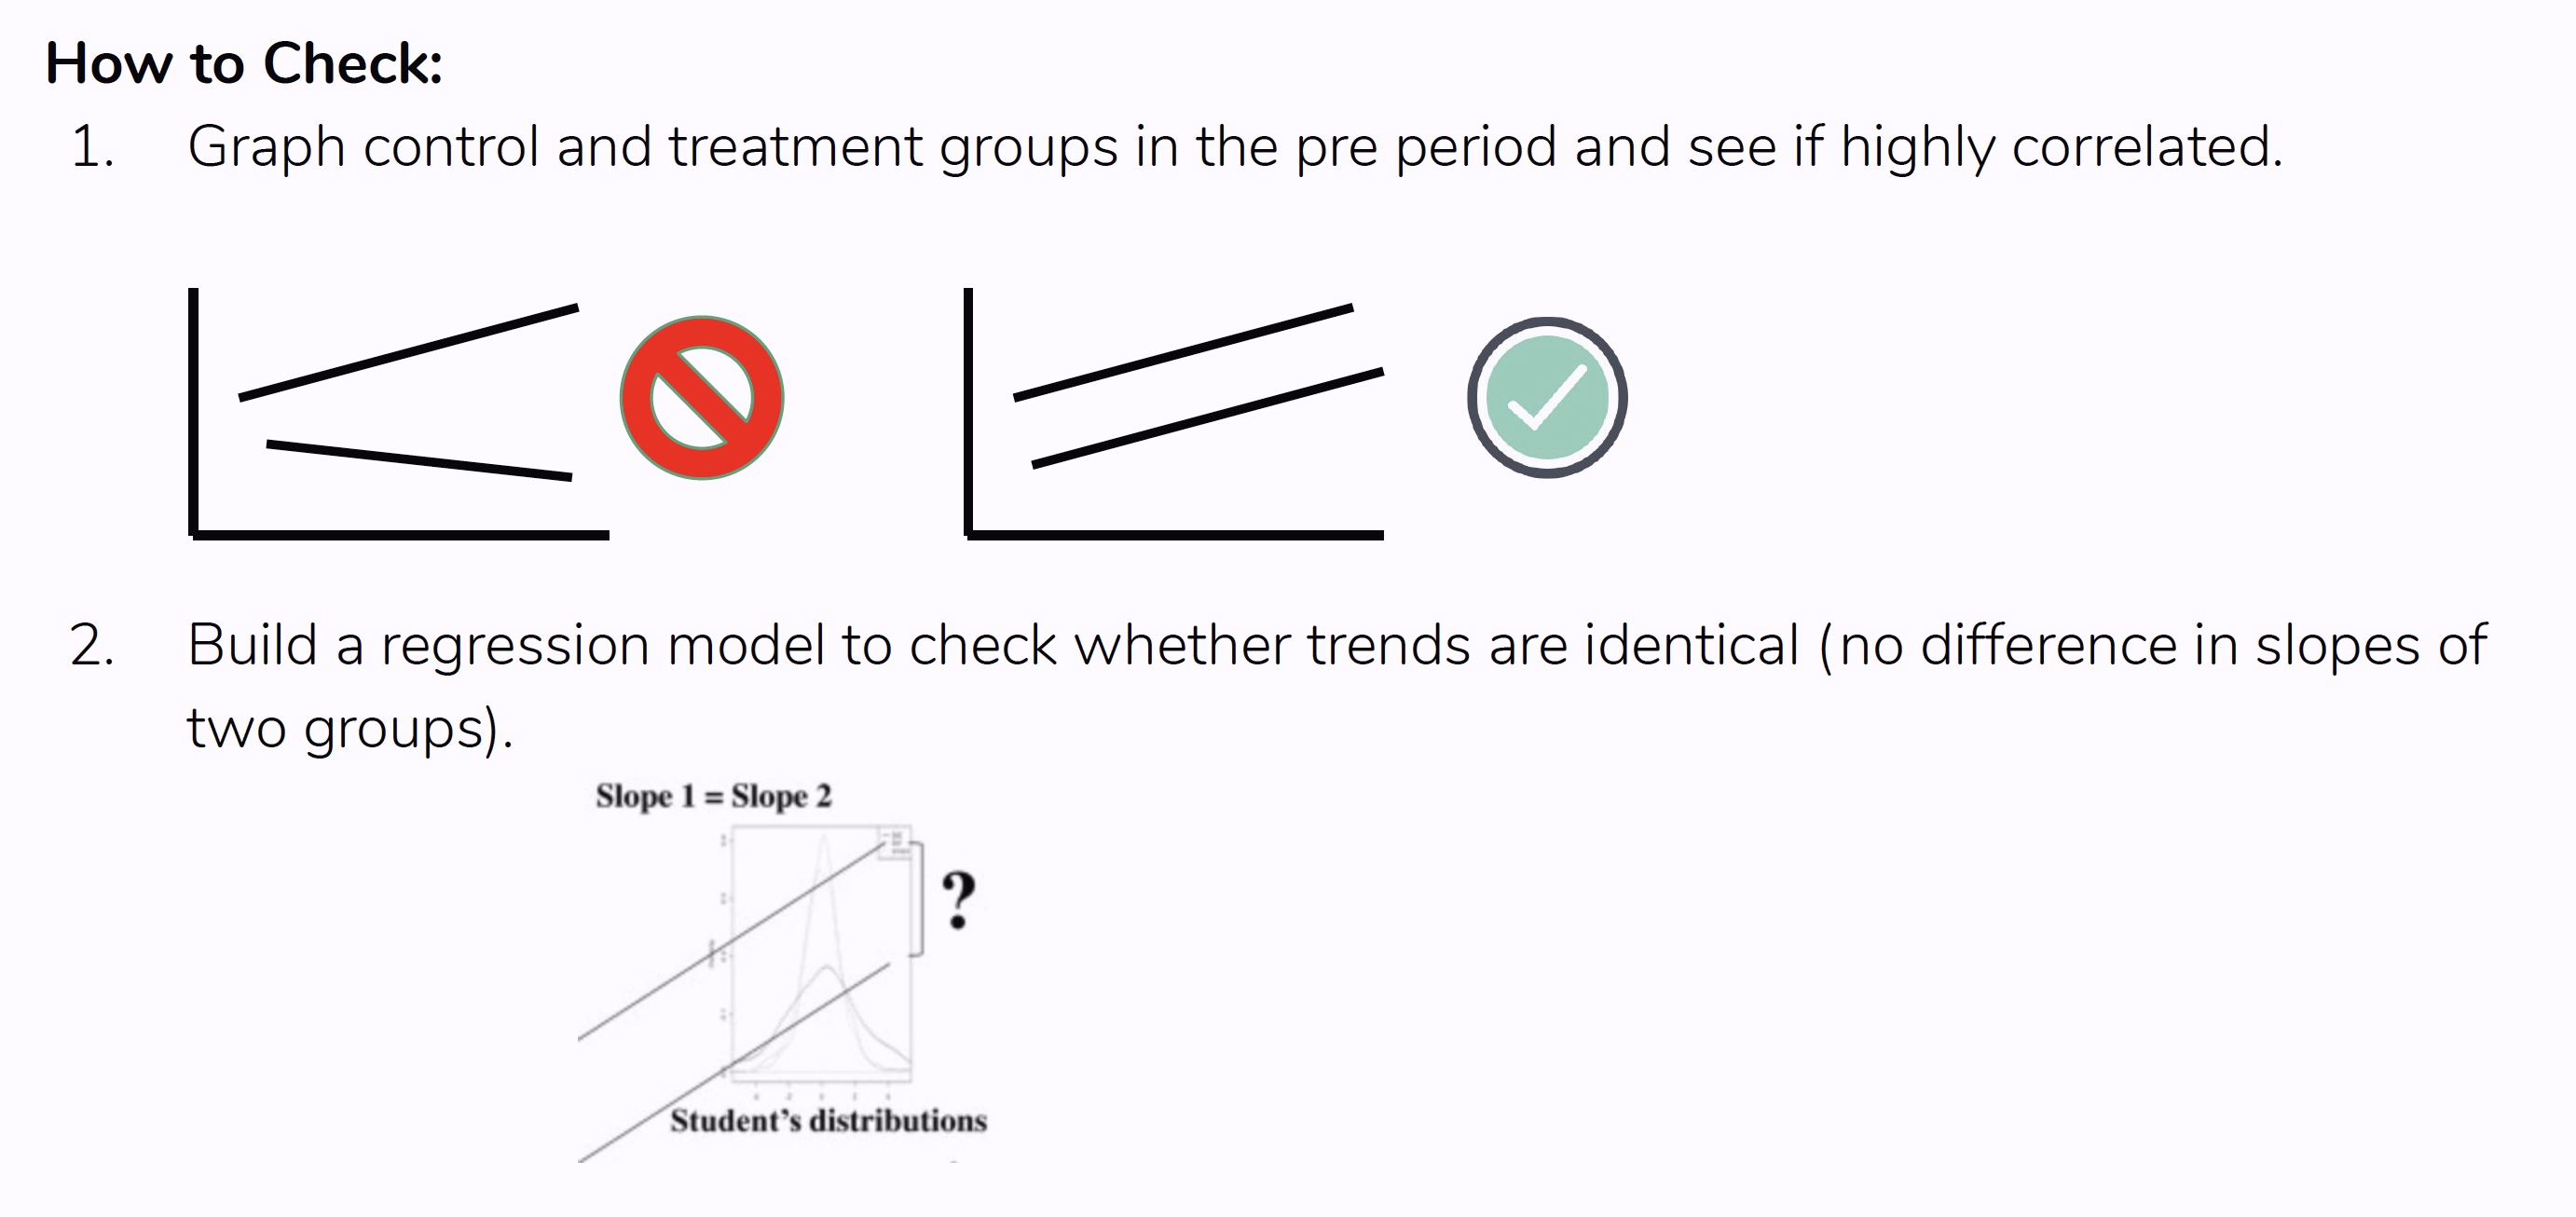 How to Check:
1. Graph control and treatment groups in the pre period and see if highly correlated.
2. Build a regression model to check whether trends are identical (no difference in slopes of
two groups).
Slope 1 = Slope 2
?
Student's distributions